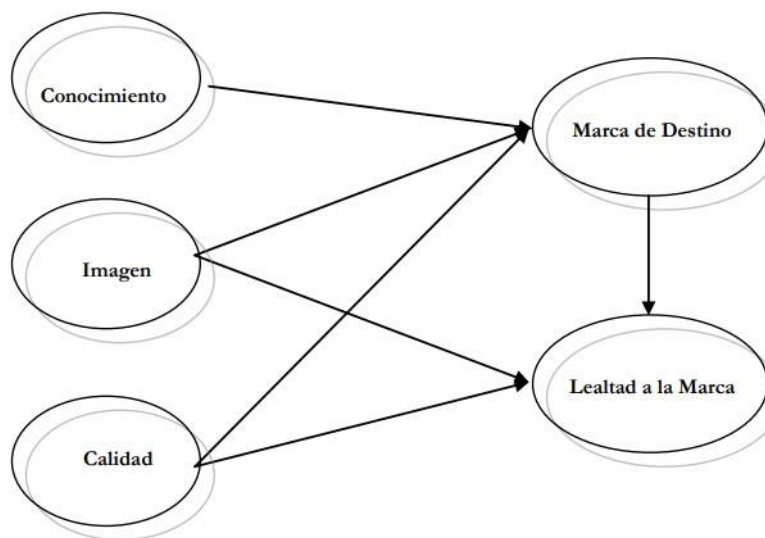 Conocimiento
Marca de Destino
Imagen
Lealtad a la Marca
Calidad